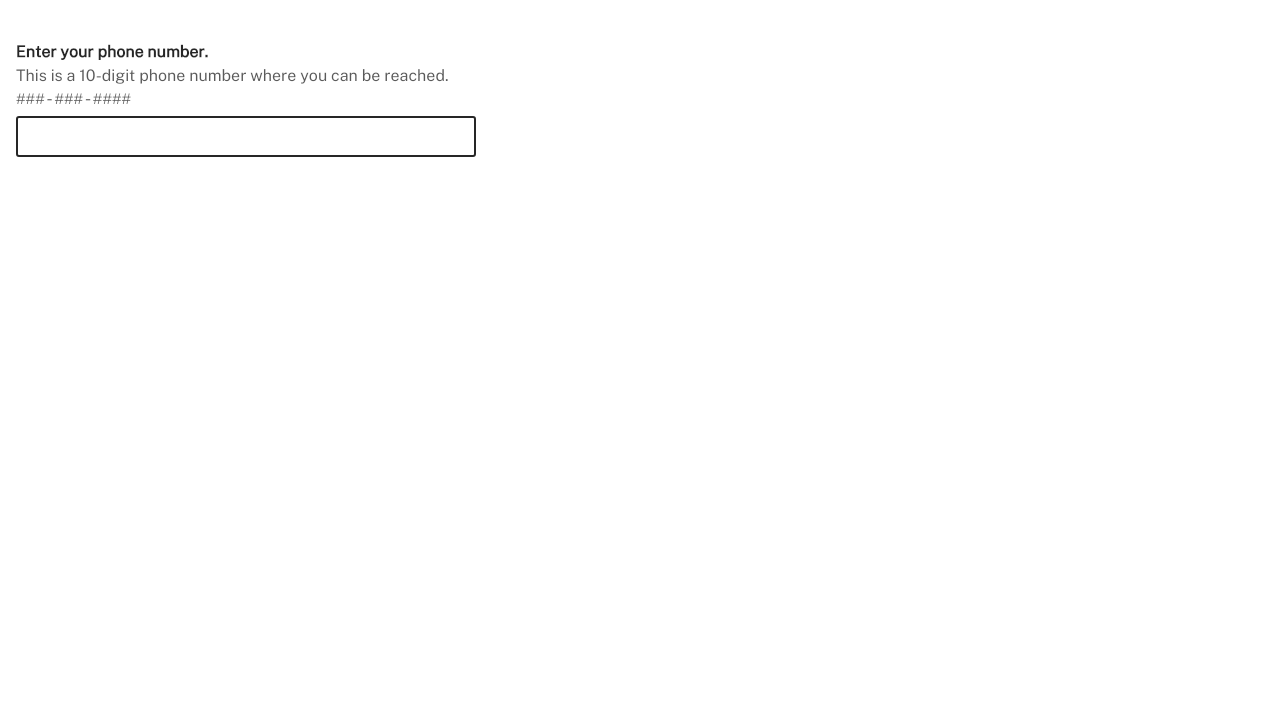 Enter your phone number.
This is a 10-digit phone number where you can be reached.
### - ### - ####